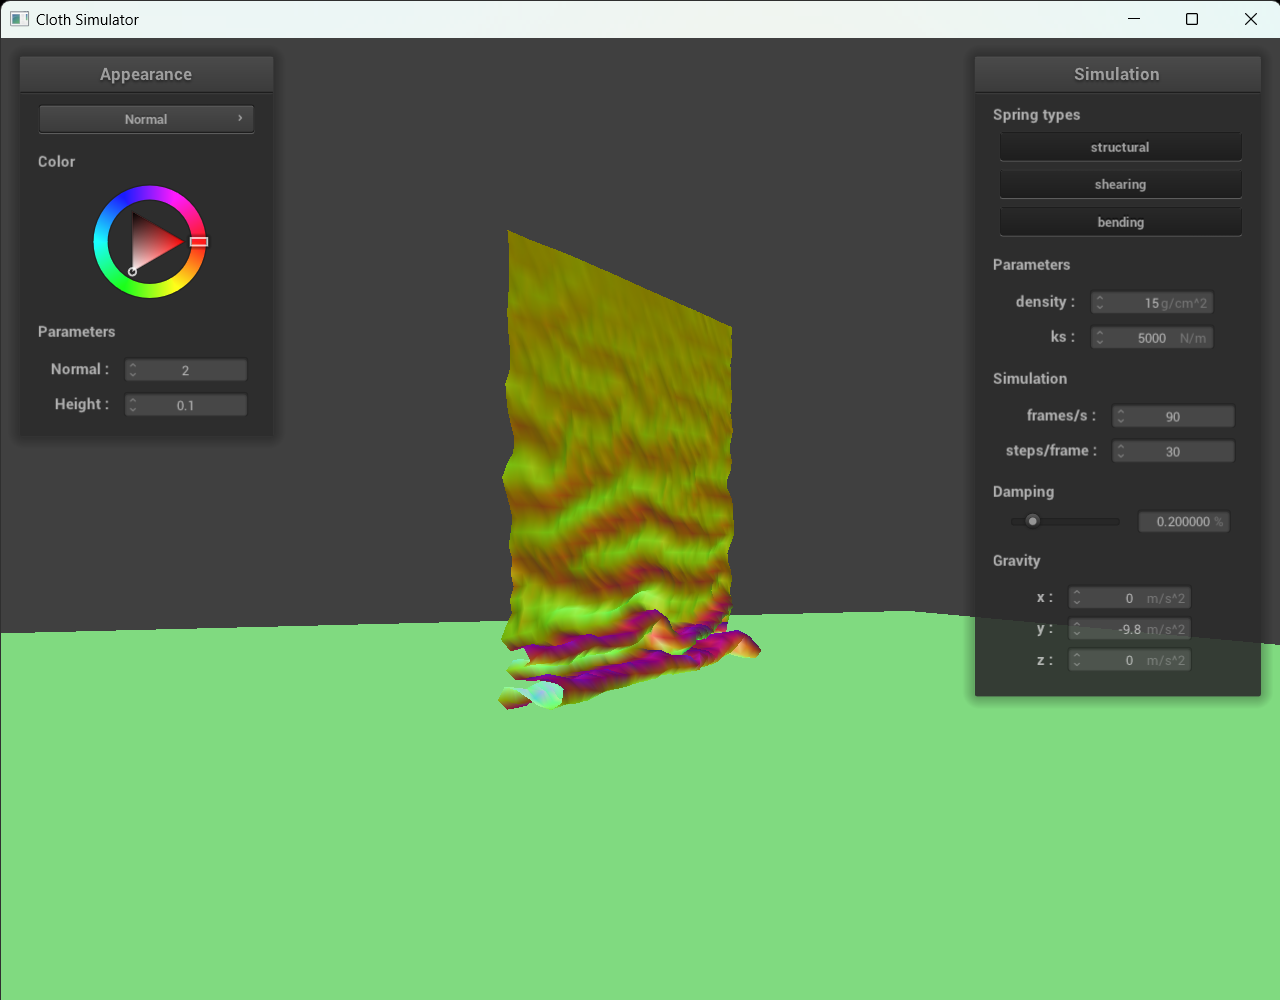 Cloth Simulator
Appearance
Normal
Color
Parameters
Normal : 2
Height : 0.1
Simulation
Spring types
structural
shearing
bending
Parameters
density : 15 g/cm^2
ks : 5000 N/m
Simulation
frames/s : 90
steps/frame : 30
Damping
0.200000 %
Gravity
x : 0 m/s^2
y : -9.8 m/s^2
z : 0 m/s^2